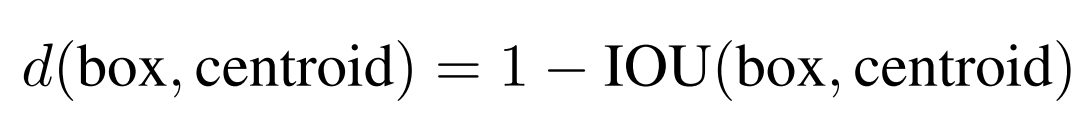 d(box, centroid) = 1 − IOU(box, centroid)